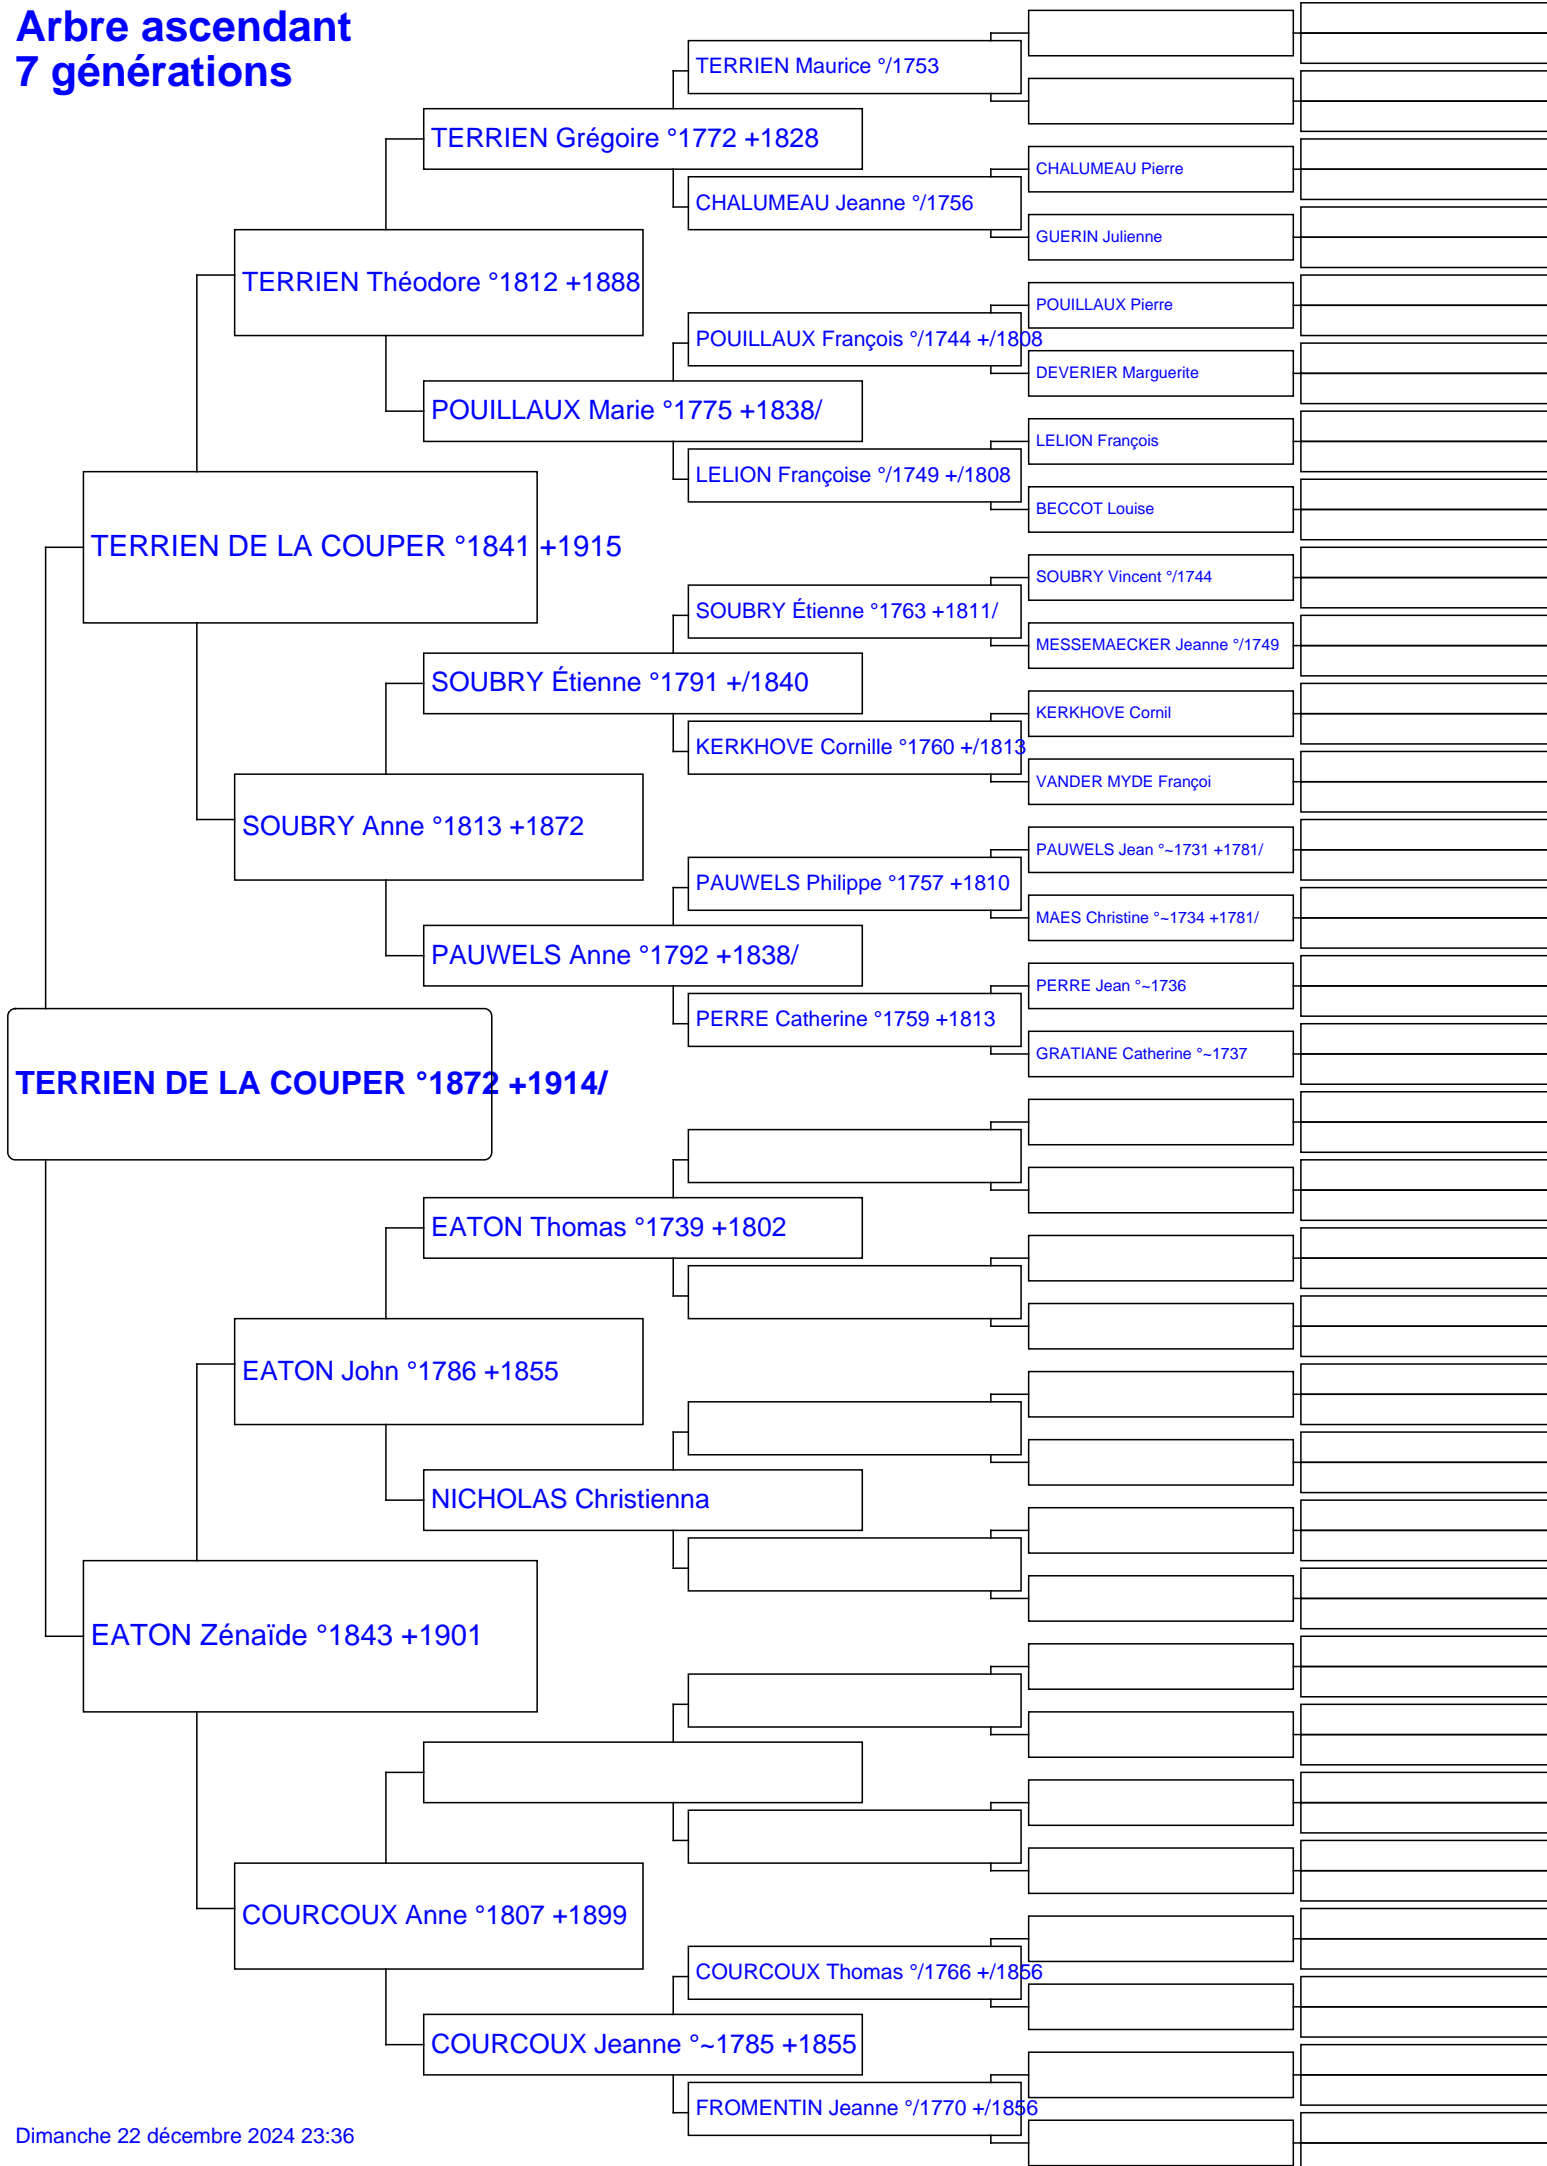 Arbre ascendant
7 générations
TERRIEN Maurice °/1753
TERRIEN Grégoire °1772 +1828
CHALUMEAU Pierre
CHALUMEAU Jeanne °/1756
GUERIN Julienne
TERRIEN Théodore °1812 +1888
POUILLAUX Pierre
POUILLAUX François °/1744 +/1808
DEVERIER Marguerite
POUILLAUX Marie °1775 +1838/
LELION François
LELION Françoise °/1749 +/1808
BECCOT Louise
TERRIEN DE LA COUPER °1841 +1915
SOUBRY Vincent °/1744
SOUBRY Étienne °1763 +1811/
MESSEMAECKER Jeanne °/1749
SOUBRY Étienne °1791 +/1840
KERKHOVE Cornil
KERKHOVE Cornille °1760 +/1813
VANDER MYDE Françoi
SOUBRY Anne °1813 +1872
PAUWELS Jean °~1731 +1781/
PAUWELS Philippe °1757 +1810
MAES Christine °~1734 +1781/
PAUWELS Anne °1792 +1838/
PERRE Jean °~1736
PERRE Catherine °1759 +1813
GRATIANE Catherine °~1737
TERRIEN DE LA COUPER °1872 +1914/
EATON Thomas °1739 +1802
EATON John °1786 +1855
NICHOLAS Christienna
EATON Zénaïde °1843 +1901
COURCOUX Anne °1807 +1899
COURCOUX Thomas °/1766 +/1856
COURCOUX Jeanne °~1785 +1855
FROMENTIN Jeanne °/1770 +/1856
Dimanche 22 décembre 2024 23:36